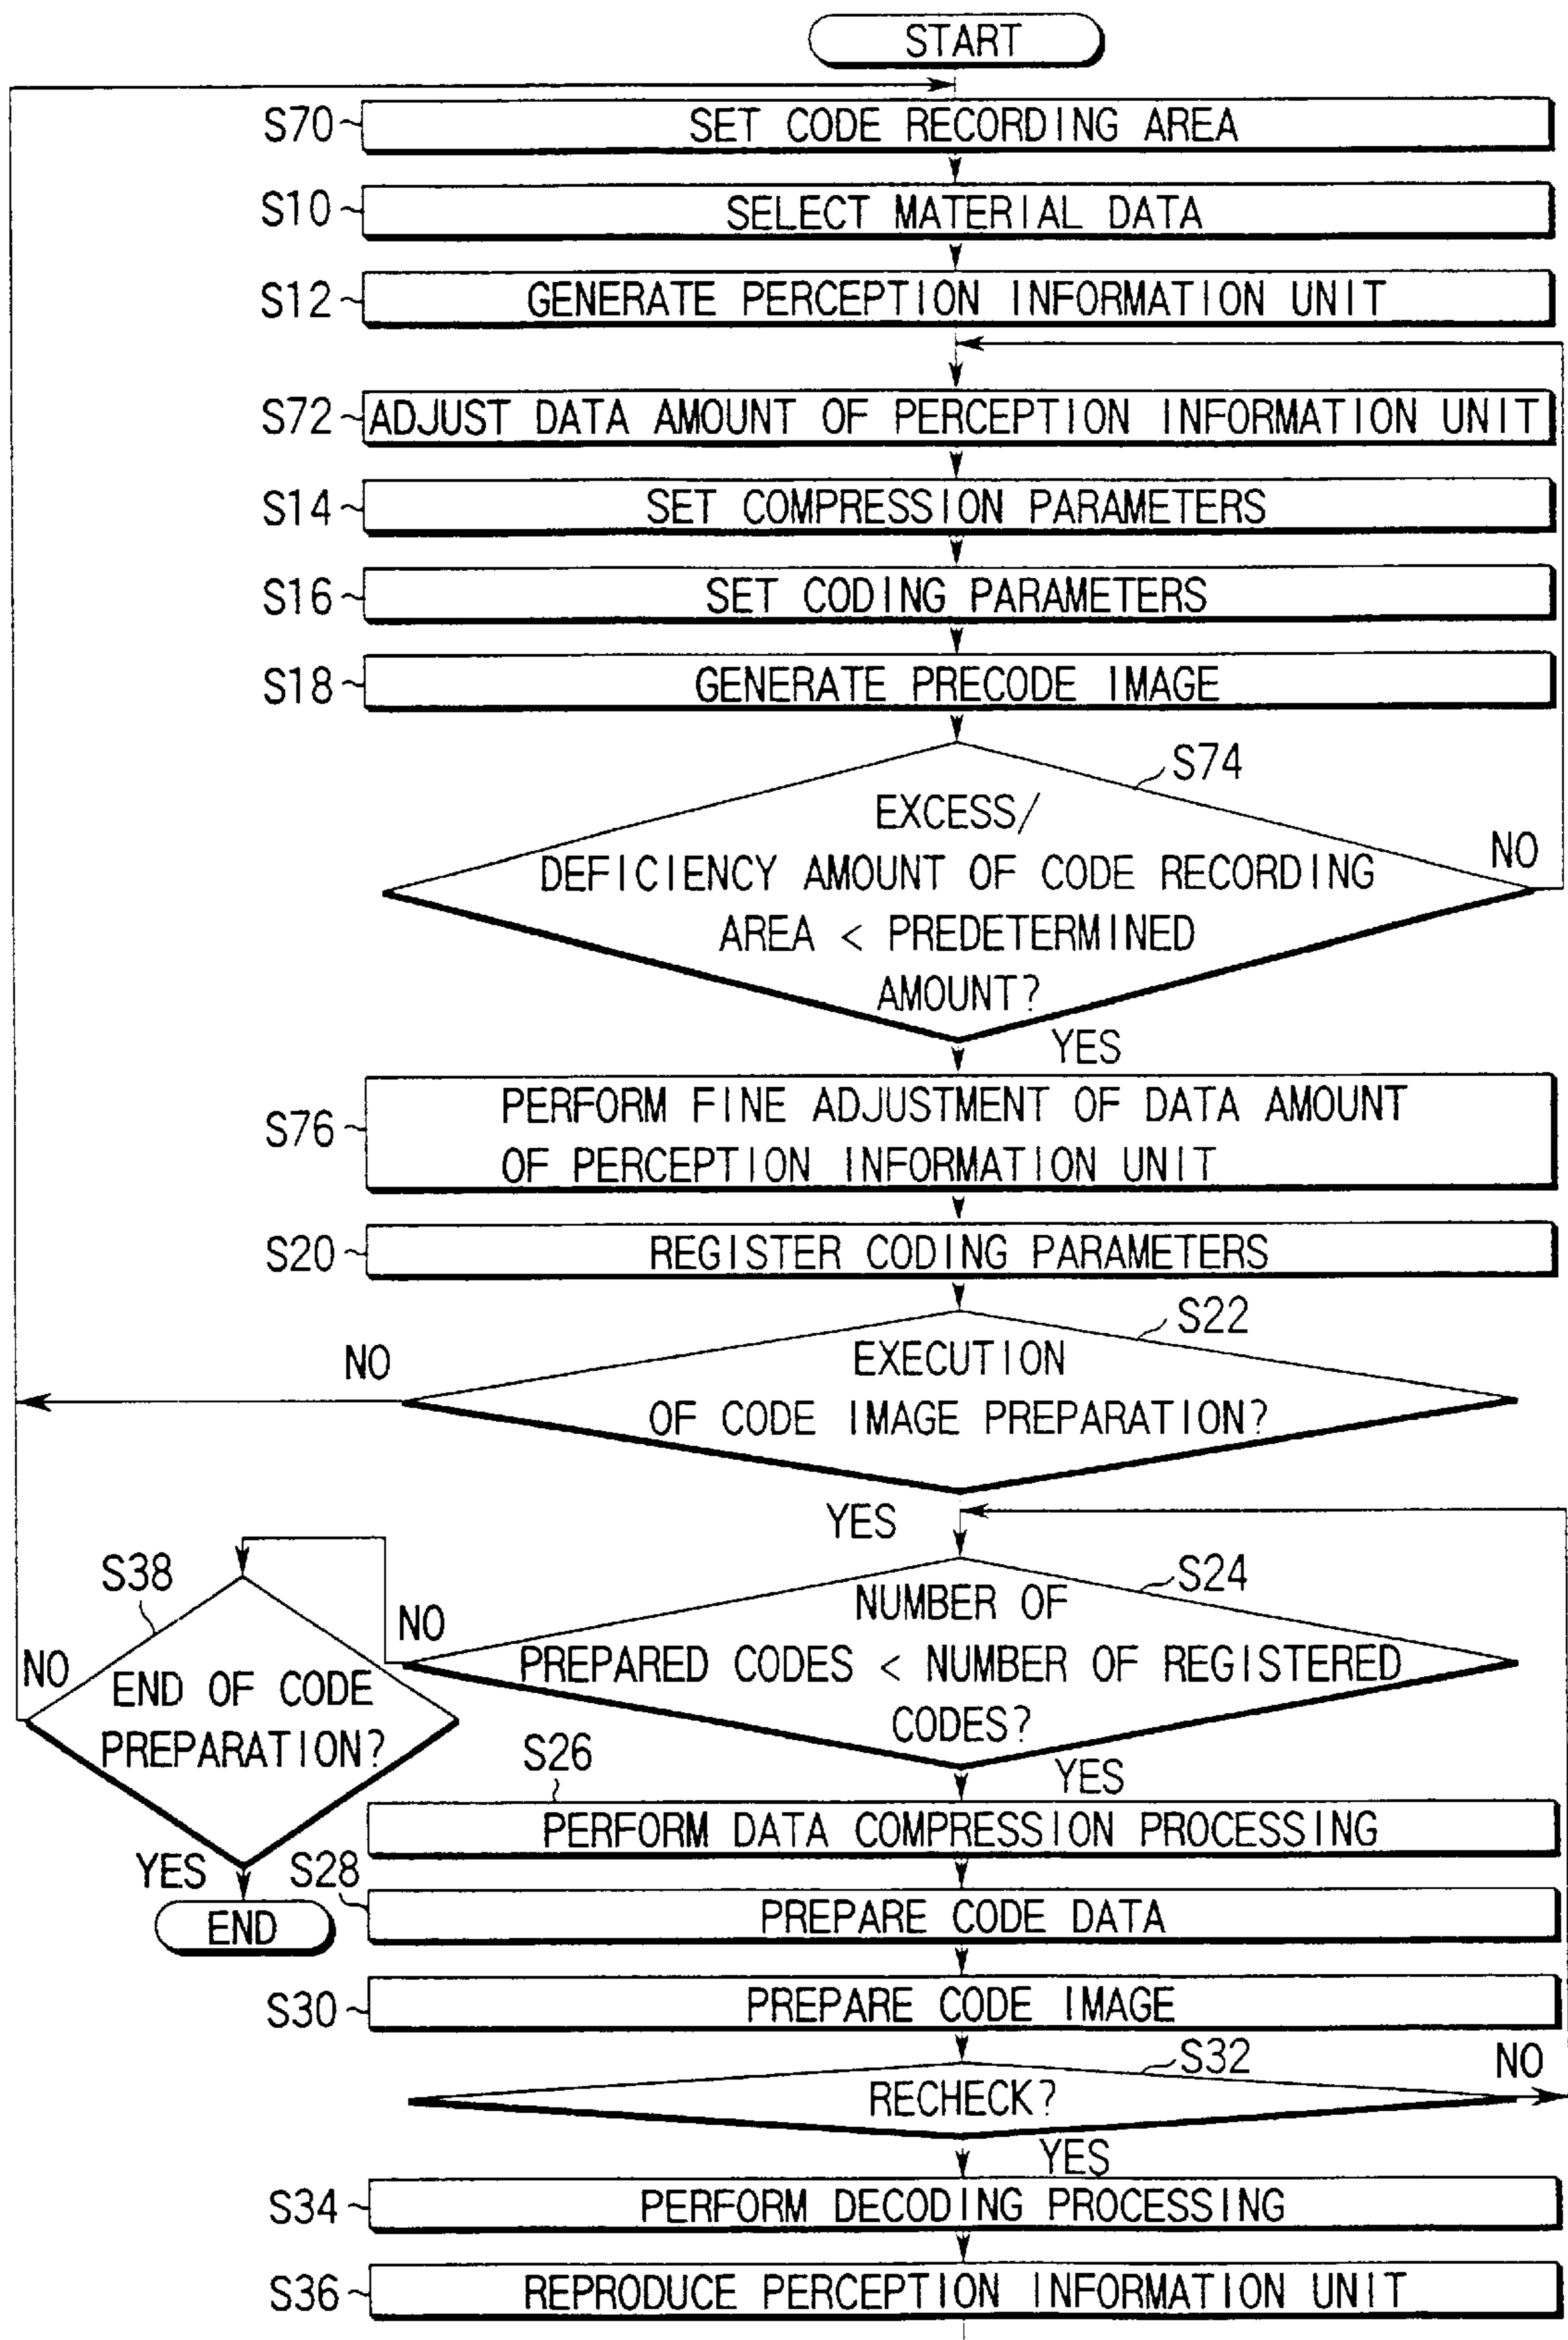 START
S70
SET CODE RECORDING AREA
S10
SELECT MATERIAL DATA
S12
GENERATE PERCEPTION INFORMATION UNIT
S72
ADJUST DATA AMOUNT OF PERCEPTION INFORMATION UNIT
S14
SET COMPRESSION PARAMETERS
S16
SET CODING PARAMETERS
S18
GENERATE PRECODE IMAGE
S74
EXCESS/
DEFICIENCY AMOUNT OF CODE RECORDING
AREA < PREDETERMINED
AMOUNT?
NO
YES
S76
PERFORM FINE ADJUSTMENT OF DATA AMOUNT
OF PERCEPTION INFORMATION UNIT
S20
REGISTER CODING PARAMETERS
S22
EXECUTION
OF CODE IMAGE PREPARATION?
NO
YES
S24
NUMBER OF
PREPARED CODES < NUMBER OF REGISTERED
CODES?
NO
YES
S38
END OF CODE
PREPARATION?
NO
YES
END
S26
PERFORM DATA COMPRESSION PROCESSING
S28
PREPARE CODE DATA
S30
PREPARE CODE IMAGE
S32
RECHECK?
NO
YES
S34
PERFORM DECODING PROCESSING
S36
REPRODUCE PERCEPTION INFORMATION UNIT